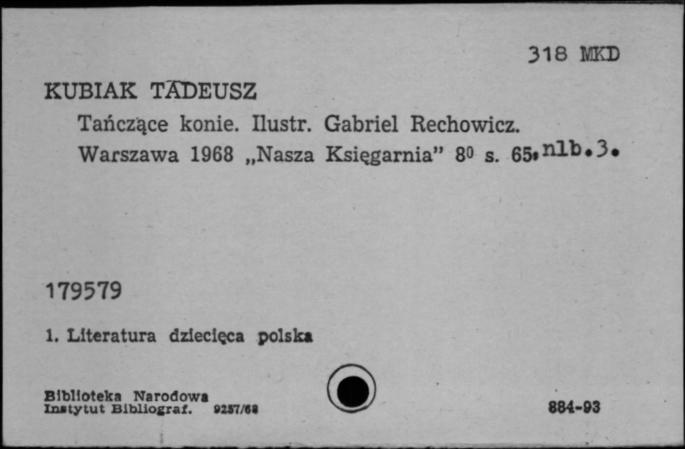 318 MKD
KUBIAK TADEUSZ
Tańczące konie. Ilustr. Gabriel Rechowicz.
Warszawa 1968 „Nasza Księgarnia” 8⁰ s. 65, nlb. 3.
179579
1. Literatura dziecięca polska
Biblioteka Narodowa
Instytut Bibliograf. 9257/68
884-93